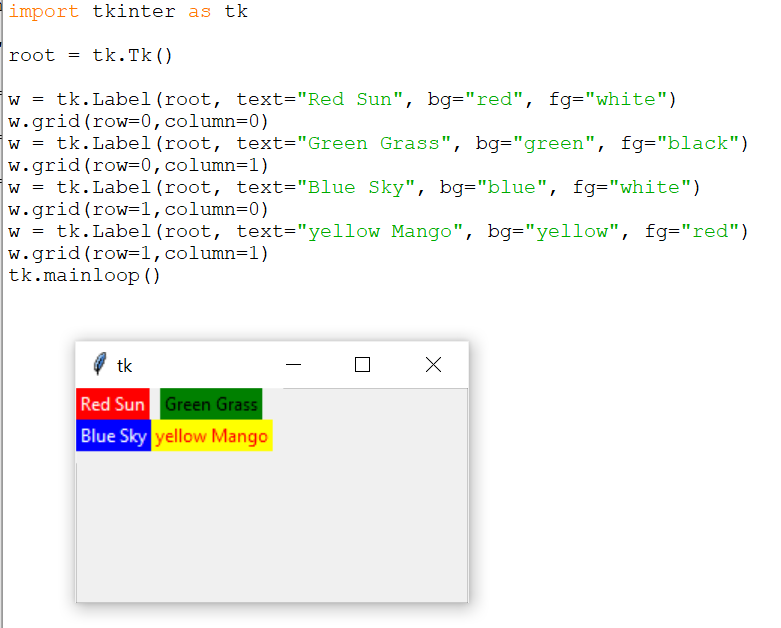 import tkinter as tk
root = tk.Tk()
w = tk.Label(root, text="Red Sun", bg="red", fg="white")
w.grid(row=0,column=0)
w = tk.Label(root, text="Green Grass", bg="green", fg="black")
w.grid(row=0,column=1)
w = tk.Label(root, text="Blue Sky", bg="blue", fg="white")
w.grid(row=1,column=0)
w = tk.Label(root, text="yellow Mango", bg="yellow", fg="red")
w.grid(row=1,column=1)
tk.mainloop()
tk
Red Sun Green Grass
Blue Sky yellow Mango